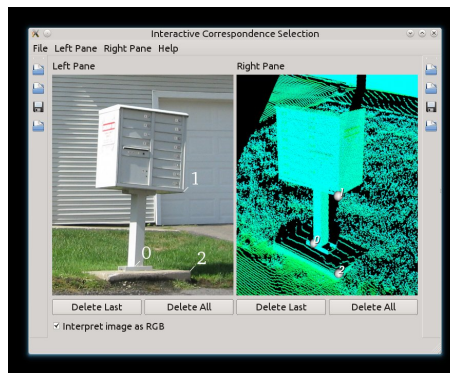 Interactive Correspondence Selection
File Left Pane Right Pane Help
Left Pane
Right Pane
1
0
2
1
0
2
Delete Last Delete All Delete Last Delete All
Interpret image as RGB